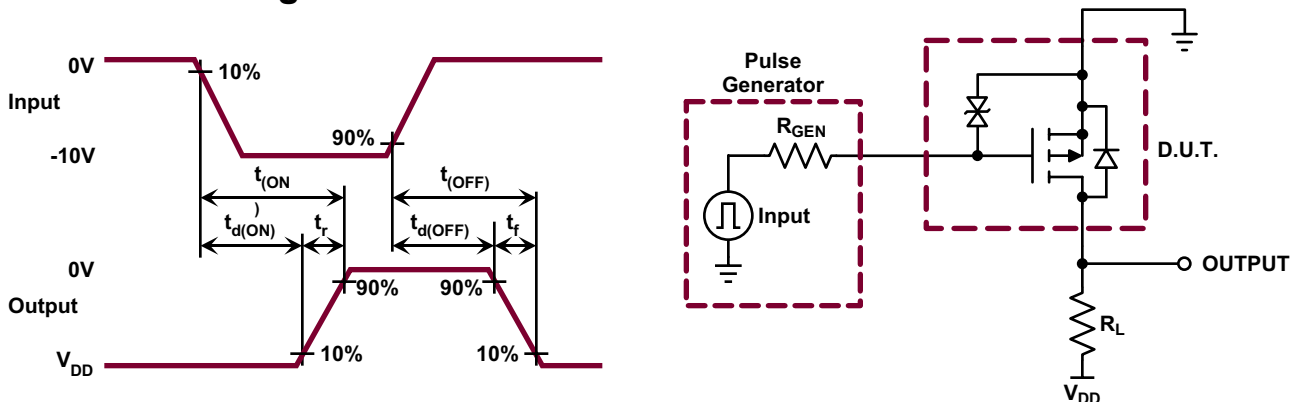 0V
10%
Input
90%
-10V
t(ON
)
t(OFF)
td(ON)
tr
td(OFF)
tf
0V
90%
90%
Output
10%
10%
VDD
Pulse
Generator
RGEN
Input
D.U.T.
OUTPUT
RL
VDD